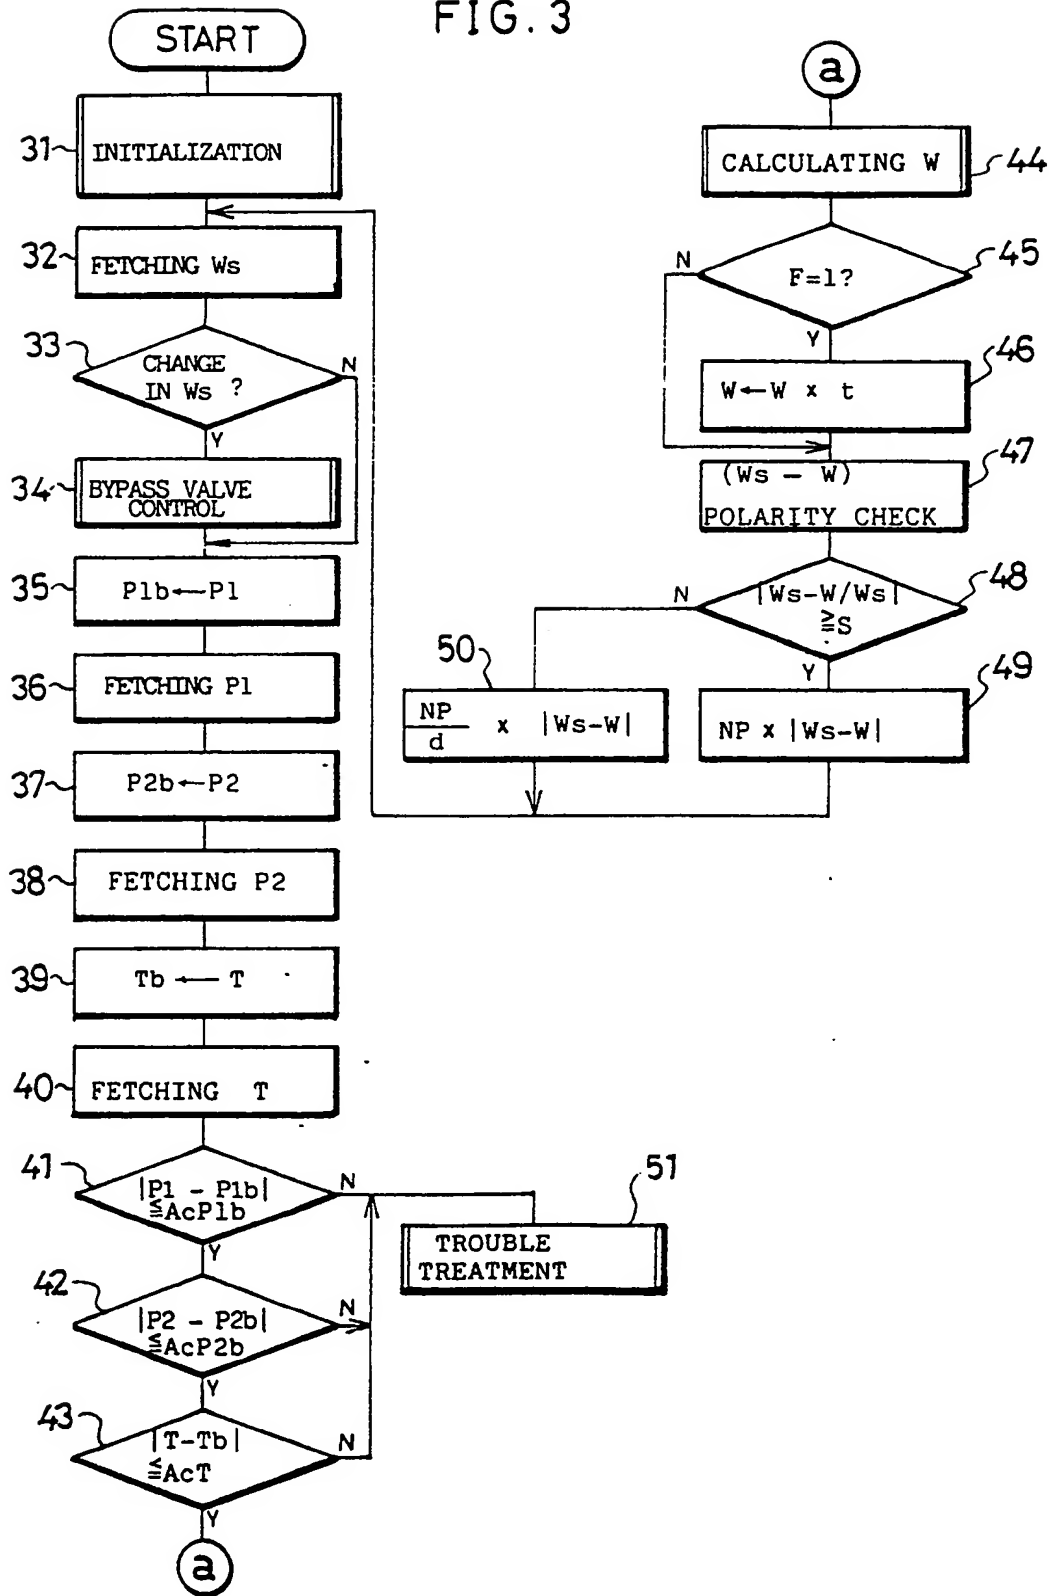 FIG. 3
START
31
INITIALIZATION
32
FETCHING Ws
33
CHANGE
IN Ws ?
N
Y
34
BYPASS VALVE
CONTROL
35
P1b←P1
36
FETCHING P1
37
P2b←P2
38
FETCHING P2
39
Tb ← T
40
FETCHING T
41
|P1 - P1b|
≦AcP1b
N
Y
42
|P2 - P2b|
≦AcP2b
N
Y
43
|T-Tb|
≦AcT
N
Y
a
51
TROUBLE
TREATMENT
a
44
CALCULATING W
45
F=1?
N
Y
46
W←W x t
47
(Ws - W)
POLARITY CHECK
48
|Ws-W/Ws|
≧S
N
Y
50
NP
d
x |Ws-W|
49
NP x |Ws-W|